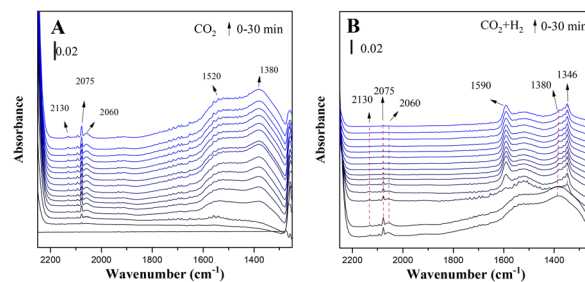 A
CO2 0-30 min
0.02
2075
2130
2060
1520
1380
Absorbance
2200 2000 1800 1600 1400
Wavenumber (cm-1)
B
CO2+H2 0-30 min
0.02
2130
2075
2060
1590
1380
1346
Absorbance
2200 2000 1800 1600 1400
Wavenumber (cm-1)